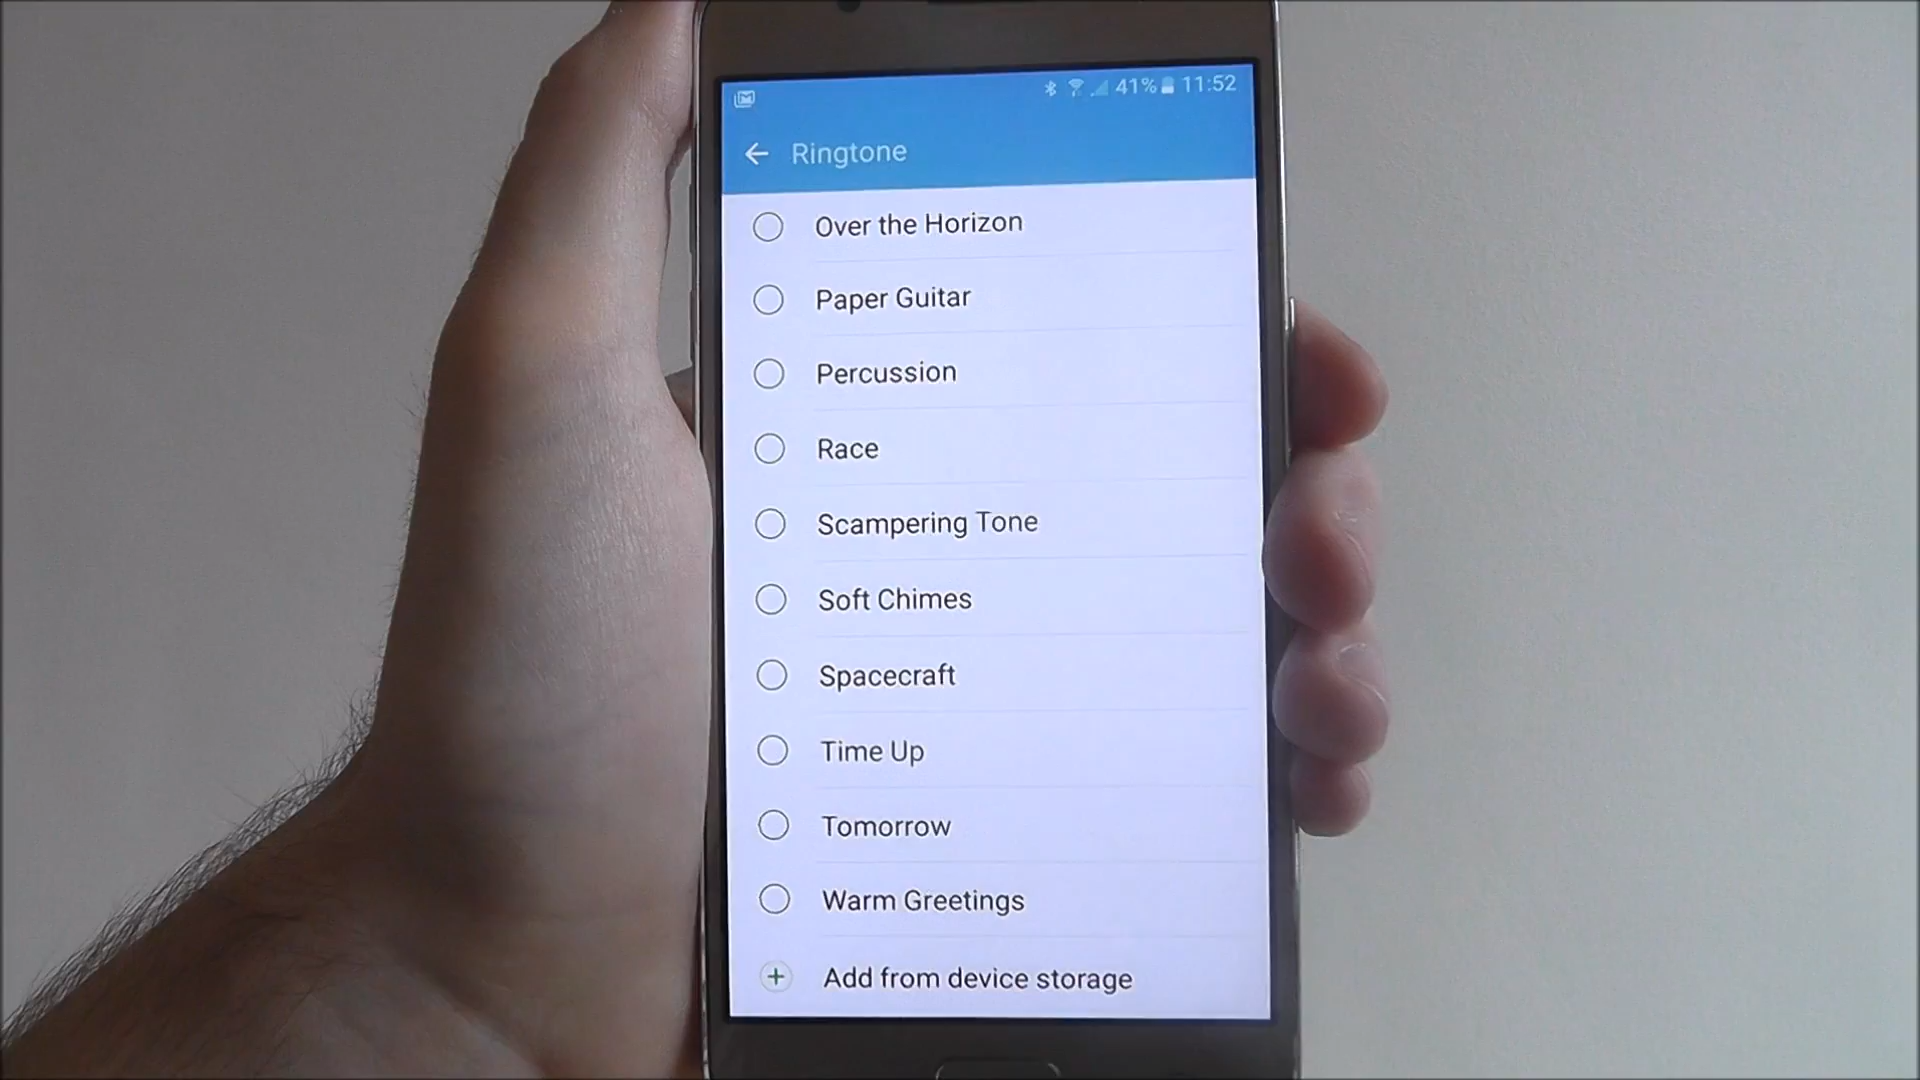 41% 11:52
Ringtone
Over the Horizon
Paper Guitar
Percussion
Race
Scampering Tone
Soft Chimes
Spacecraft
Time Up
Tomorrow
Warm Greetings
Add from device storage